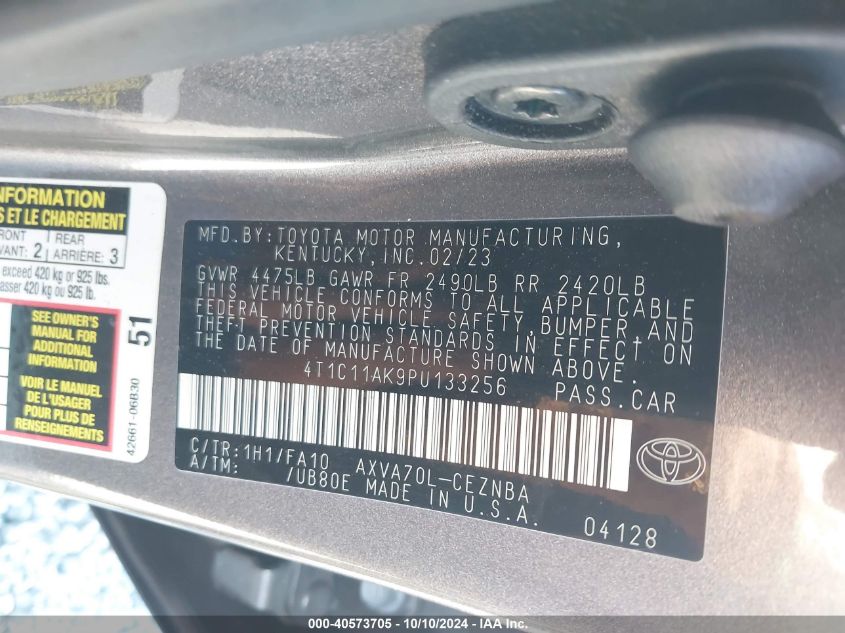 INFORMATION
S ET LE CHARGEMENT
FRONT
VANT: 2
REAR
ARRIÈRE: 3
exceed 420 kg or 925 lbs.
asser 420 kg ou 925 lb.
SEE OWNER'S
MANUAL FOR
ADDITIONAL
INFORMATION
VOIR LE MANUEL
DE L'USAGER
POUR PLUS DE
RENSEIGNEMENTS
51
42661-06B30
MFD.BY:TOYOTA MOTOR MANUFACTURING,
KENTUCKY,INC.02/23
GVWR 4475LB GAWR FR 2490LB RR 2420LB
THIS VEHICLE CONFORMS TO ALL APPLICABLE
FEDERAL MOTOR VEHICLE SAFETY,BUMPER,AND
THEFT PREVENTION STANDARDS IN EFFECT ON
THE DATE OF MANUFACTURE SHOWN ABOVE.
4T1C11AK9PU133256 PASS.CAR
C/TR:1H1/FA10 AXVA70L-CEZNBA
A/TM: /UB80E MADE IN U.S.A.
04128
000-40573705 - 10/10/2024 - IAA Inc.